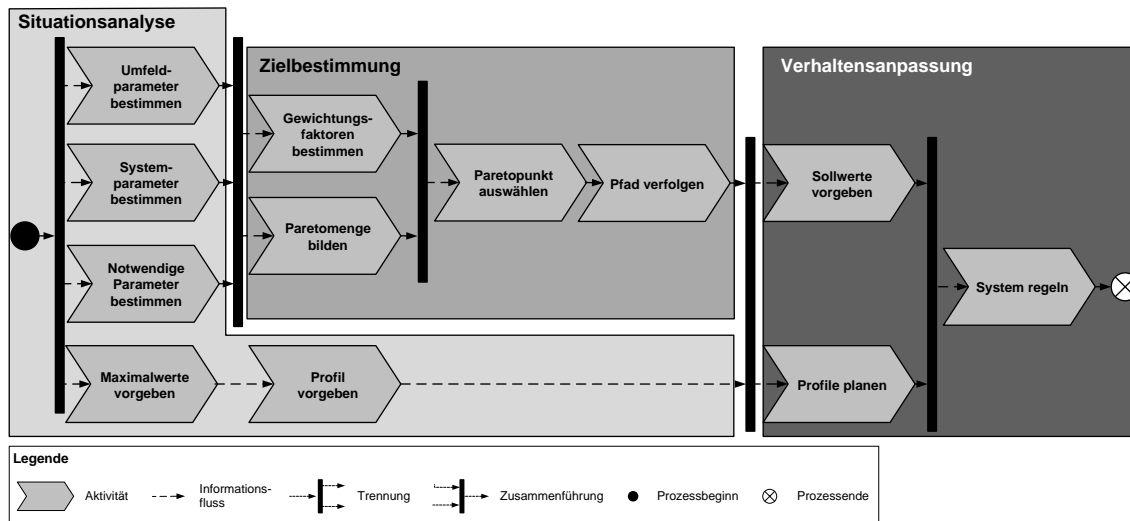 Situationsanalyse
Umfeld-
parameter
bestimmen
System-
parameter
bestimmen
Notwendige
Parameter
bestimmen
Maximalwerte
vorgeben
Profil
vorgeben
Zielbestimmung
Gewichtungs-
faktoren
bestimmen
Paretomenge
bilden
Paretopunkt
auswählen
Pfad verfolgen
Verhaltensanpassung
Sollwerte
vorgeben
Profile planen
System regeln
Legende
Aktivität
Informations-
fluss
Trennung
Zusammenführung
Prozessbeginn
Prozessende